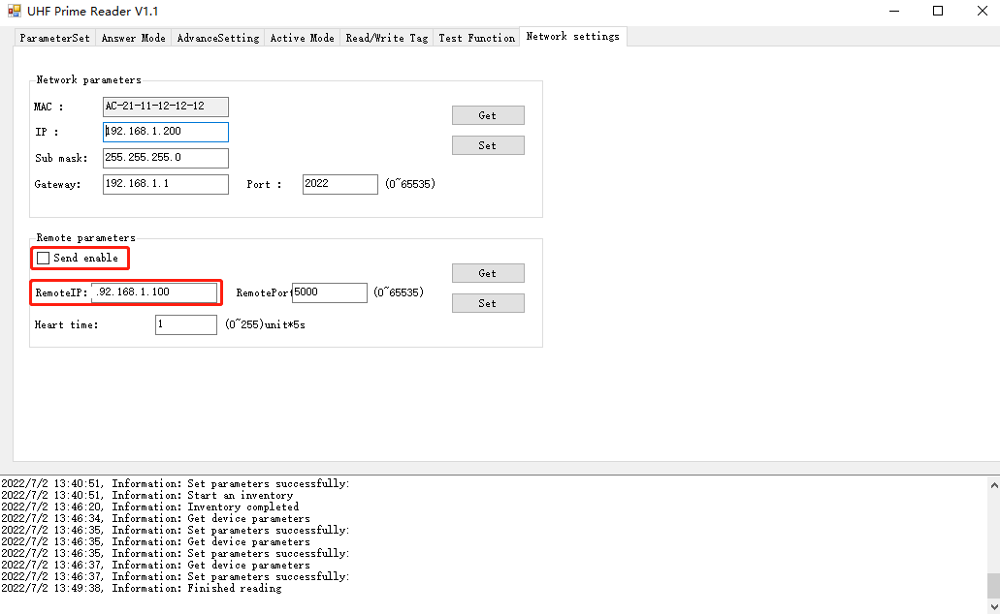 UHF Prime Reader V1.1
ParameterSet Answer Mode AdvanceSetting Active Mode Read/Write Tag Test Function Network settings
Network parameters
MAC : AC-21-11-12-12-12
Get
IP : 192.168.1.200
Set
Sub mask: 255.255.255.0
Gateway: 192.168.1.1 Port : 2022 (0~65535)
Remote parameters
Send enable
Get
RemoteIP: .92.168.1.100 RemotePort 5000 (0~65535)
Set
Heart time: 1 (0~255)unit*5s
2022/7/2 13:40:51, Information: Set parameters successfully:
2022/7/2 13:40:51, Information: Start an inventory
2022/7/2 13:46:20, Information: Inventory completed
2022/7/2 13:46:34, Information: Get device parameters
2022/7/2 13:46:35, Information: Set parameters successfully:
2022/7/2 13:46:35, Information: Get device parameters
2022/7/2 13:46:35, Information: Set parameters successfully:
2022/7/2 13:46:37, Information: Get device parameters
2022/7/2 13:46:37, Information: Set parameters successfully:
2022/7/2 13:49:38, Information: Finished reading